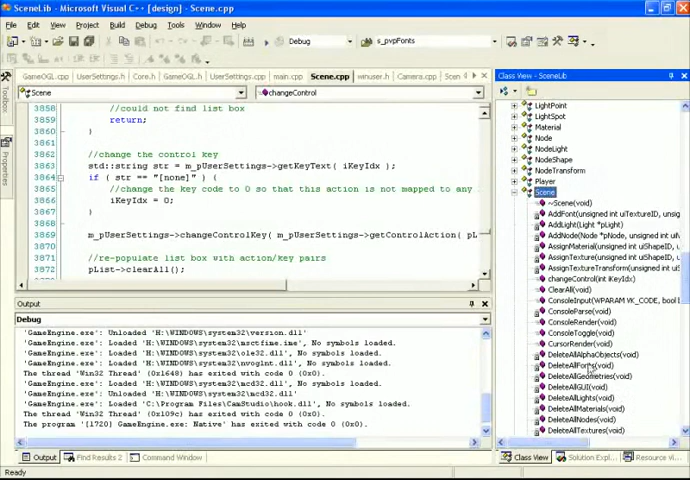 SceneLib - Microsoft Visual C++ [design] - Scene.cpp
File Edit View Project Build Debug Tools Window Help
Debug s_pvpFonts
GameOGL.cpp UserSettings.h Core.h GameOGL.h UserSettings.cpp main.cpp Scene.cpp winuser.h Camera.cpp Scen
Scene changeControl
3858 //could not find list box
3859 return;
3860 }
3861
3862 //change the control key
3863 std::string str = m_pUserSettings->getKeyText( iKeyIdx );
3864 if ( str == "[none]" ) {
3865 //change the key code to 0 so that this action is not mapped to any
3866 iKeyIdx = 0;
3867 }
3868
3869 m_pUserSettings->changeControlKey( m_pUserSettings->getControlAction( pL
3870
3871 //re-populate list box with action/key pairs
3872 pList->clearAll();
Toolbox
Properties
Output
Debug
'GameEngine.exe': Unloaded 'H:\WINDOWS\system32\version.dll'
'GameEngine.exe': Unloaded 'H:\WINDOWS\system32\msctfime.ime', No symbols loaded.
'GameEngine.exe': Unloaded 'H:\WINDOWS\system32\ole32.dll', No symbols loaded.
'GameEngine.exe': Unloaded 'H:\WINDOWS\system32\nvoglnt.dll', No symbols loaded.
The thread 'Win32 Thread' has exited with code 0 (0x0).
'GameEngine.exe': Loaded 'H:\WINDOWS\system32\mcd32.dll', No symbols loaded.
'GameEngine.exe': Unloaded 'H:\WINDOWS\system32\mcd32.dll'
'GameEngine.exe': Loaded 'C:\Program Files\CamStudio\hook.dll', No symbols loaded.
The thread 'Win32 Thread' (0x109c) has exited with code 0 (0x0).
The program '[1720] GameEngine.exe: Native' has exited with code 0 (0x0).
Output Find Results 2 Command Window
Ready
Class View - SceneLib
LightPoint
LightSpot
Material
Node
NodeLight
NodeShape
NodeTransform
Player
Scene
~Scene(void)
AddFont(unsigned int uiTextureID, unsigned
AddLight(Light *pLight)
AddNode(Node *pNode, unsigned int
AssignMaterial(unsigned int uiShapeID, unsi
AssignTextureTransform(unsigned int uiShapeID
changeControl(int iKeyIdx)
ClearAll(void)
ConsoleInput(WPARAM VK_CODE, bool b
ConsoleParse(void)
ConsoleRender(void)
ConsoleToggle(void)
CursorRender(void)
DeleteAllAlphaObjects(void)
DeleteAllFonts(void)
DeleteAllGeometries(void)
DeleteAllGUI(void)
DeleteAllLights(void)
DeleteAllMaterials(void)
DeleteAllNodes(void)
DeleteAllTextures(void)
Class View Solution Expl... Resource Vi...